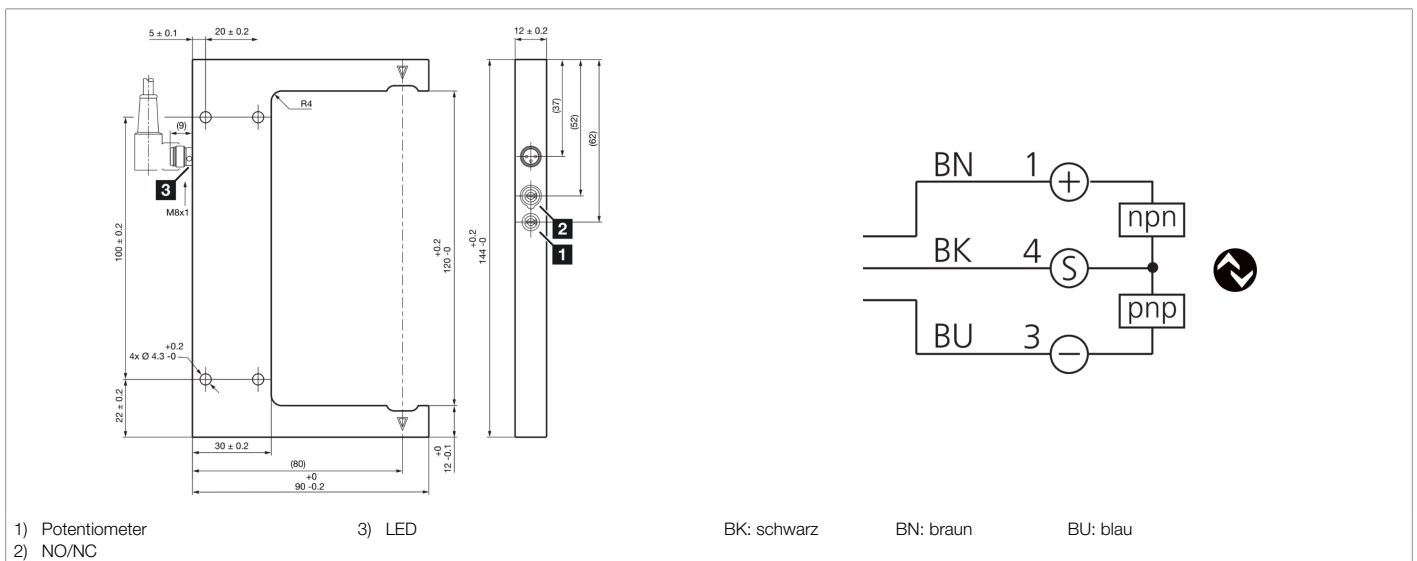 5 ± 0.1
20 ± 0.2
12 ± 0.2
R4
(37)
(52)
(62)
(9)
3
M8x1
2
1
100 ± 0.2
+0.2
120 -0
+0.2
144 -0
+0.2
4x Ø 4.3 -0
22 ± 0.2
30 ± 0.2
(80)
+0
12 -0.1
+0
90 -0.2
BN 1 +
npn
BK 4 S
pnp
BU 3 −
1) Potentiometer 3) LED BK: schwarz BN: braun BU: blau
2) NO/NC